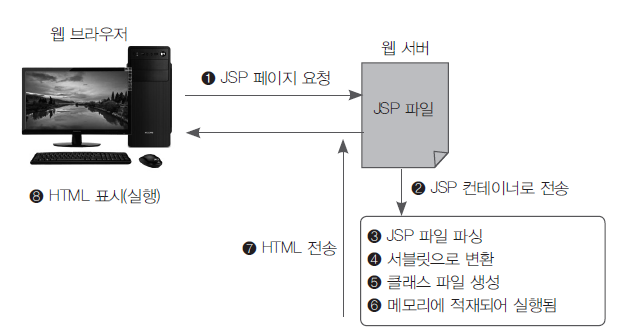 웹 브라우저
웹 서버
❶ JSP 페이지 요청
JSP 파일
❷ JSP 컨테이너로 전송
❽ HTML 표시(실행)
❸ JSP 파일 파싱
❹ 서블릿으로 변환
❺ 클래스 파일 생성
❻ 메모리에 적재되어 실행됨
❼ HTML 전송